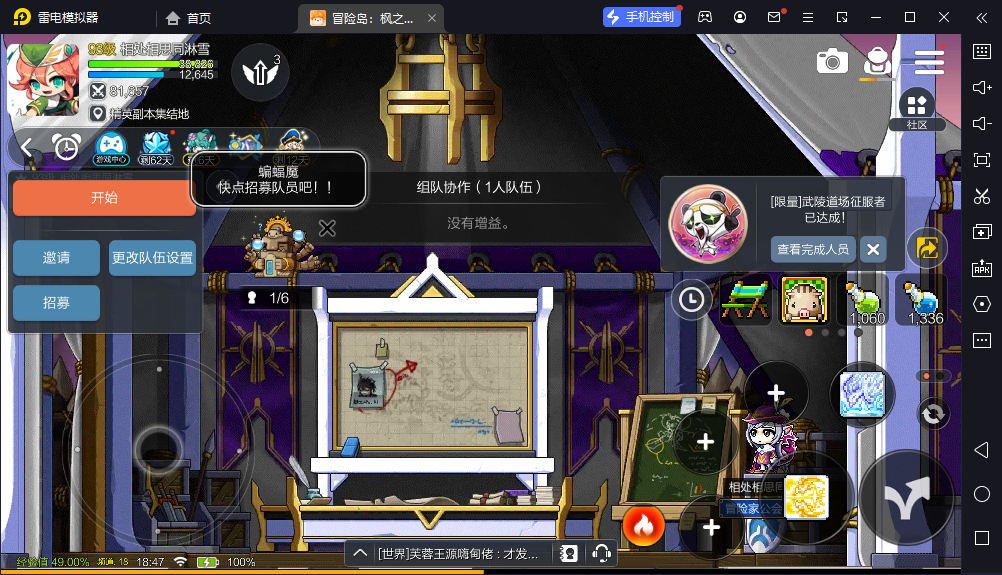 雷电模拟器
首页
冒险岛：枫之...
手机控制
93级 相处相思同淋雪
12,645
3
精英副本集结地
社区
游戏中心
剩62天
剩12天
蝙蝠魔
快点招募队员吧！！
组队协作（1人队伍）
没有增益。
开始
邀请
更改队伍设置
招募
[限量]武陵道场征服者
已达成!
查看完成人员
1/6
1,060
1,336
APK
相处相思同
冒险家公会
[世界]芙蓉王源嗨甸佬：才发...
经验值 49.00%
频道. 18
18:47
100%